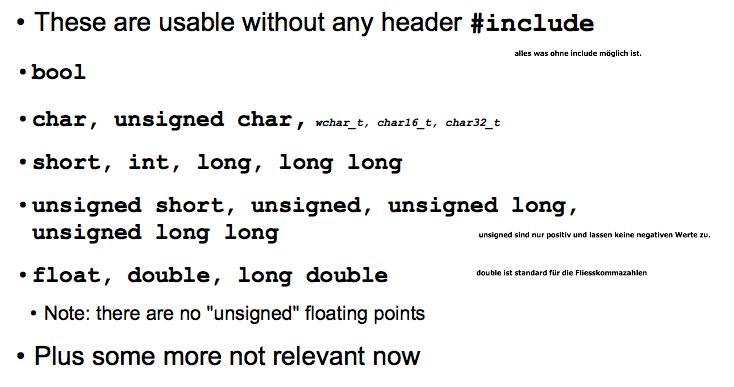 • These are usable without any header #include
alles was ohne include möglich ist.
• bool
• char, unsigned char, wchar_t, char16_t, char32_t
• short, int, long, long long
• unsigned short, unsigned, unsigned long,
unsigned long long
unsigned sind nur positiv und lassen keine negativen Werte zu.
• float, double, long double
double ist standard für die Fliesskommazahlen
• Note: there are no "unsigned" floating points
• Plus some more not relevant now